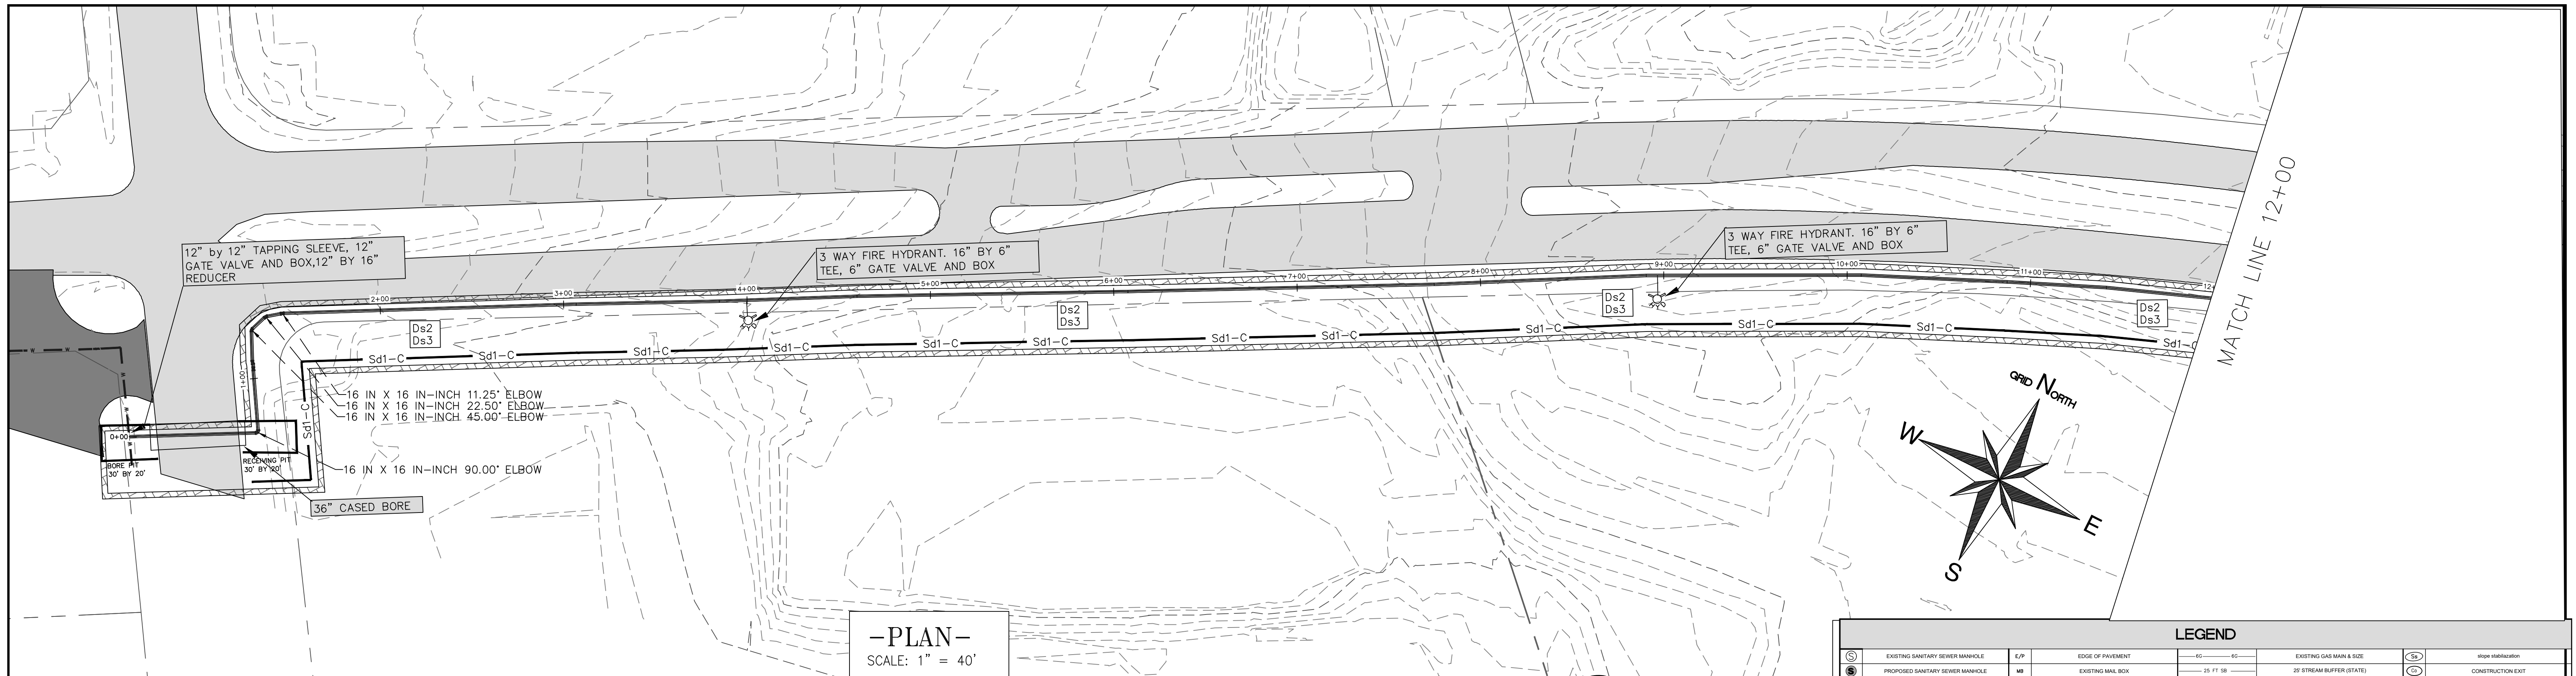 12" by 12" TAPPING SLEEVE, 12"
GATE VALVE AND BOX,12" BY 16"
REDUCER
3 WAY FIRE HYDRANT. 16" BY 6"
TEE, 6" GATE VALVE AND BOX
3 WAY FIRE HYDRANT. 16" BY 6"
TEE, 6" GATE VALVE AND BOX
MATCH LINE 12+00
0+00
1+00
2+00
3+00
4+00
5+00
6+00
7+00
8+00
9+00
10+00
11+00
12+
Ds2
Ds3
Ds2
Ds3
Ds2
Ds3
Ds2
Ds3
Sd1-C
Sd1-C
Sd1-C
Sd1-C
Sd1-C
Sd1-C
Sd1-C
Sd1-C
Sd1-C
Sd1-C
Sd1-C
Sd1-C
Sd1-C
W W
W
W
W
16 IN X 16 IN-INCH 11.25° ELBOW
16 IN X 16 IN-INCH 22.50° ELBOW
16 IN X 16 IN-INCH 45.00° ELBOW
16 IN X 16 IN-INCH 90.00° ELBOW
BORE PIT
30' BY 20'
RECEIVING PIT
30' BY 20'
36" CASED BORE
GRID NORTH
W
E
S
-PLAN-
SCALE: 1" = 40'
LEGEND
S EXISTING SANITARY SEWER MANHOLE E/P EDGE OF PAVEMENT 6G 6G EXISTING GAS MAIN & SIZE Ss slope stabilazation
S PROPOSED SANITARY SEWER MANHOLE MB EXISTING MAIL BOX 25 FT SB 25' STREAM BUFFER (STATE) Co CONSTRUCTION EXIT